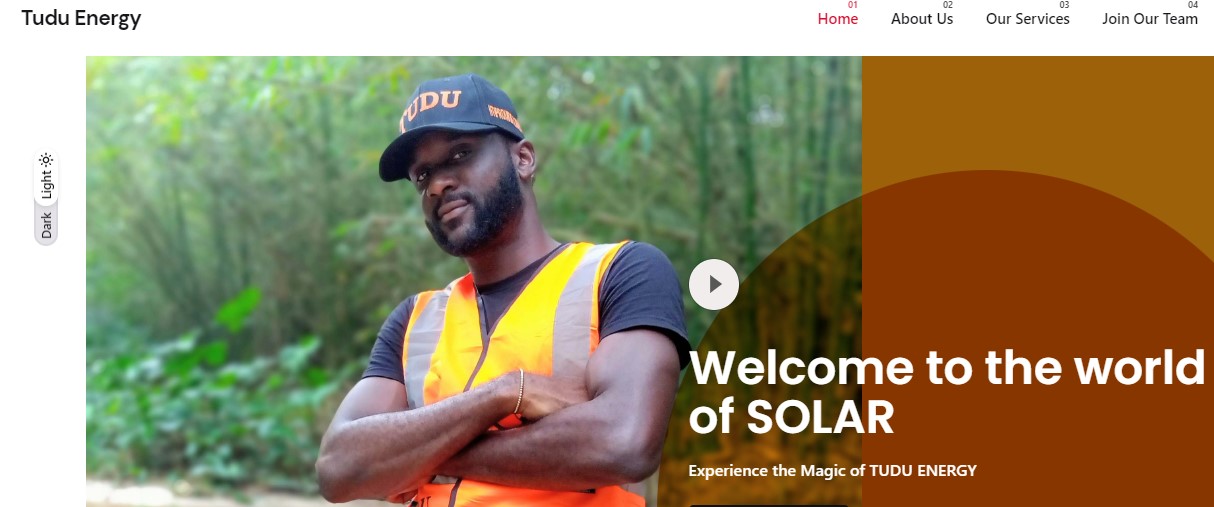 Tudu Energy
01
Home
02
About Us
03
Our Services
04
Join Our Team
Light
Dark
TUDU
Welcome to the world
of SOLAR
Experience the Magic of TUDU ENERGY